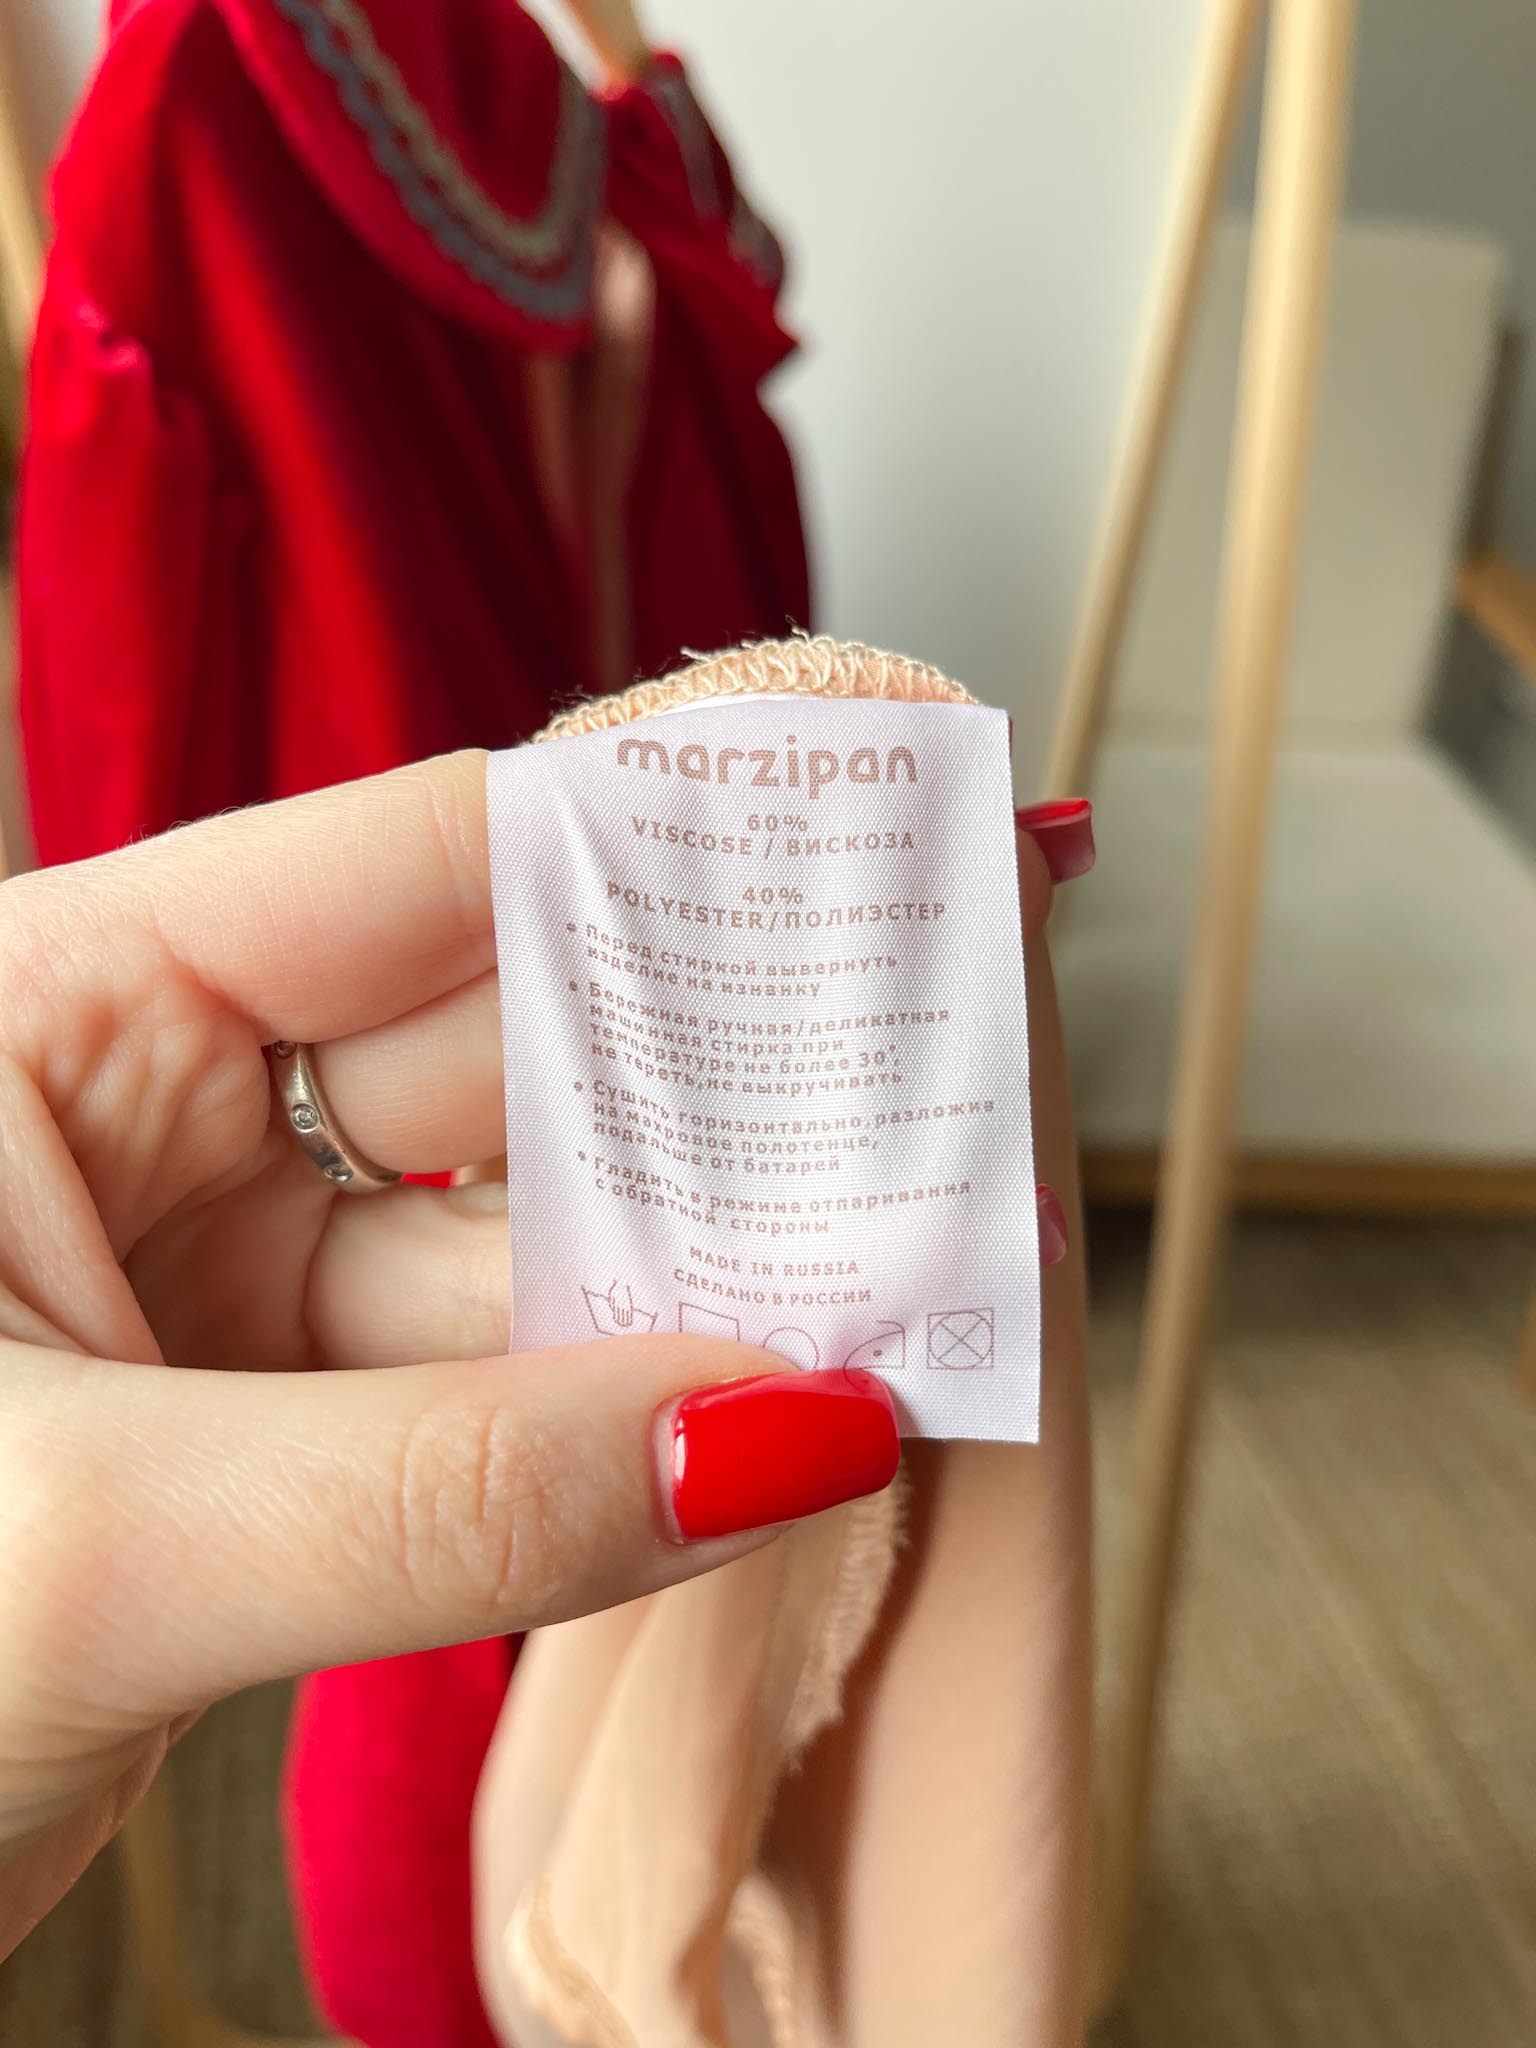 marzipan
60%
VISCOSE / ВИСКОЗА
40%
POLYESTER/ПОЛИЭСТЕР
• Перед стиркой вывернуть
изделие на изнанку
• Бережная ручная/деликатная
машинная стирка при
температуре не более 30°,
не тереть,не выкручивать
• Сушить горизонтально,разложив
на махровое полотенце,
подальше от батарей
• гладить в режиме отпаривания
с обратной стороны
MADE IN RUSSIA
СДЕЛАНО В РОССИИ